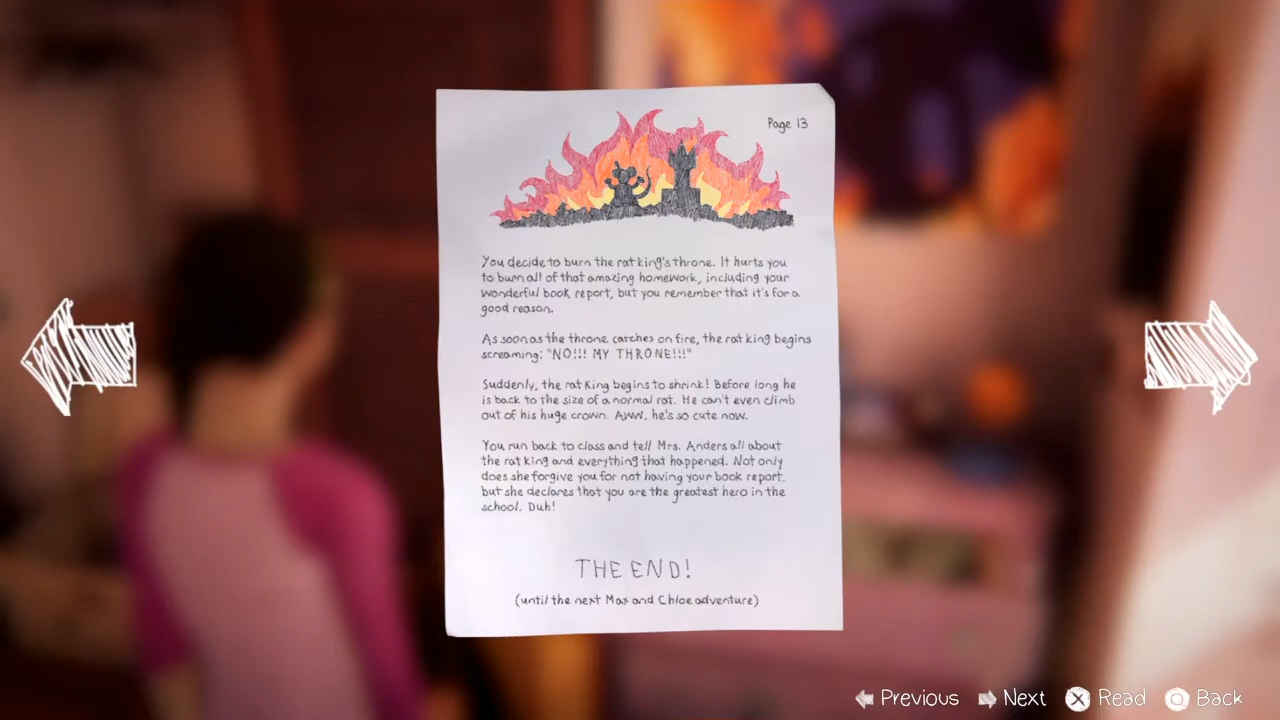 Page 13
You decide to burn the rat king's throne. It hurts you
to burn all of that amazing homework, including your
wonderful book report, but you remember that it's for a
good reason.
As soon as the throne catches on fire, the rat king begins
screaming: "NO!!! MY THRONE!!!"
Suddenly, the rat king begins to shrink! Before long he
is back to the size of a normal rat. He can't even climb
out of his huge crown. Aww, he's so cute now.
You run back to class and tell Mrs. Anders all about
the rat king and everything that happened. Not only
does she forgive you for not having your book report,
but she declares that you are the greatest hero in the
school. Duh!
THE END!
(until the next Max and Chloe adventure)
Previous Next Read Back